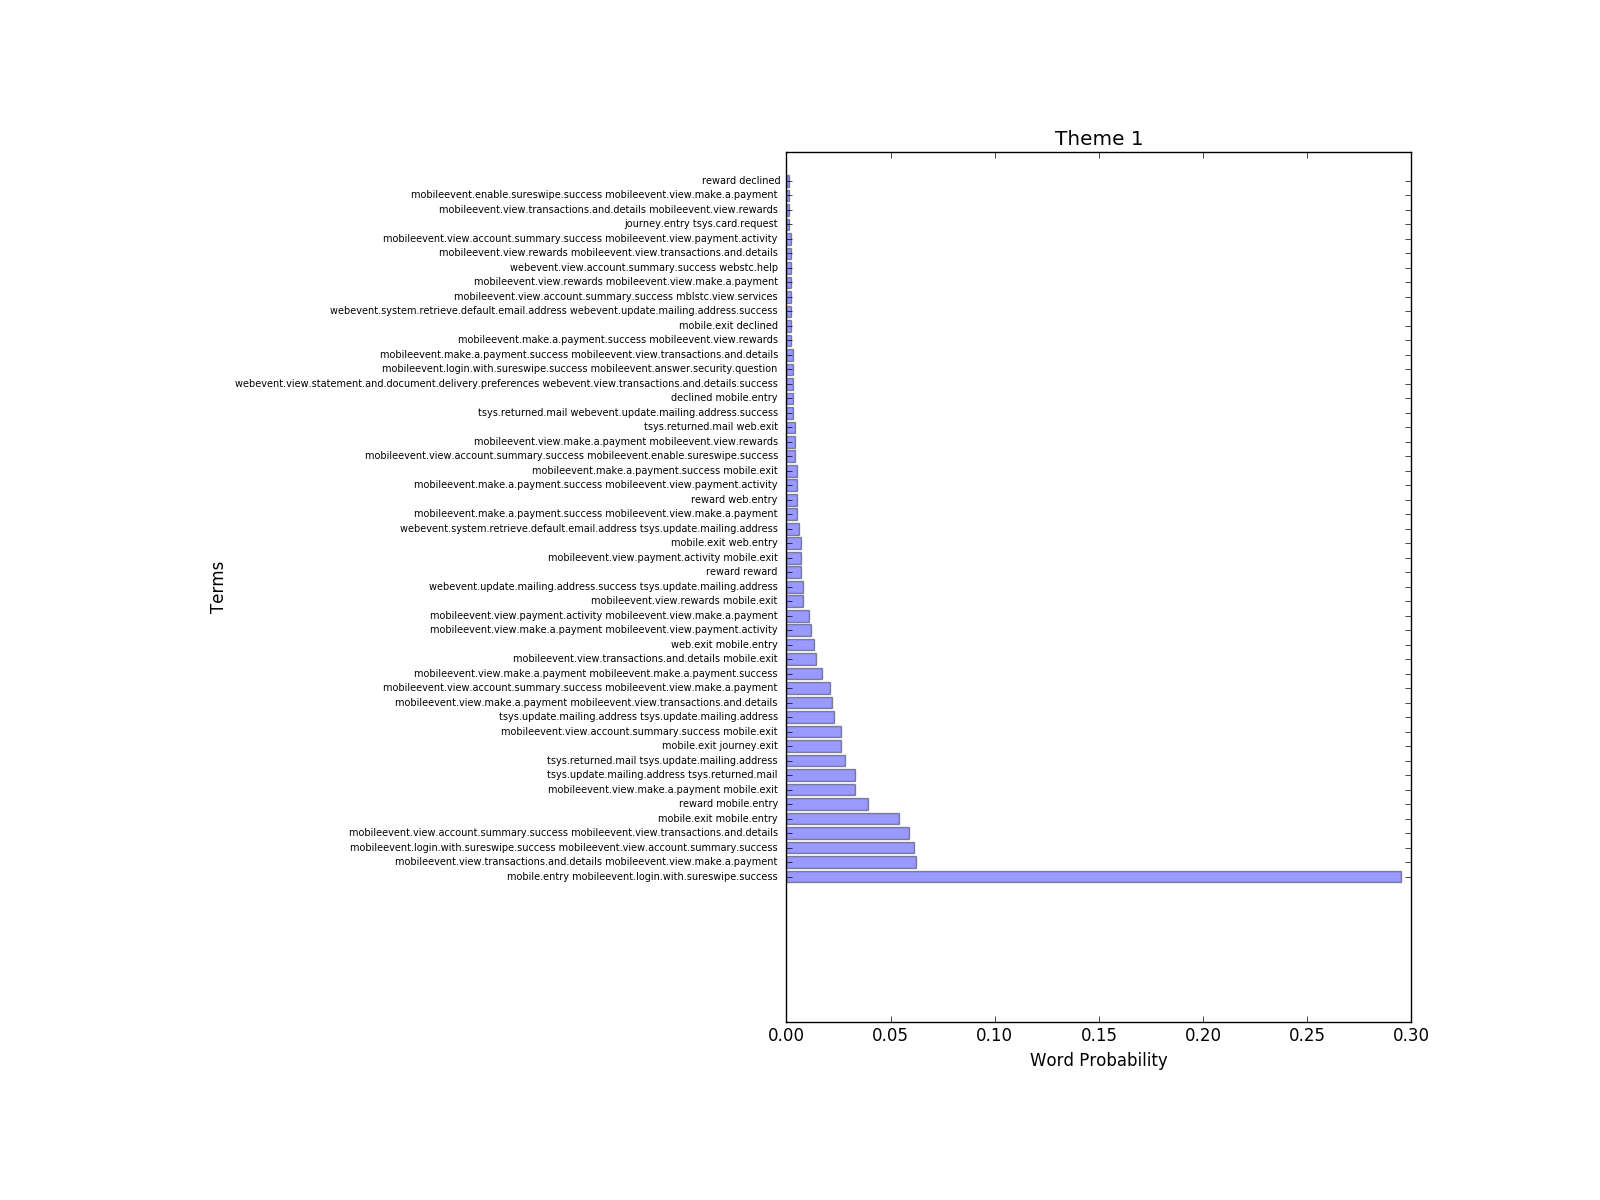 Theme 1
reward declined
mobileevent.enable.sureswipe.success mobileevent.view.make.a.payment
mobileevent.view.transactions.and.details mobileevent.view.rewards
journey.entry tsys.card.request
mobileevent.view.account.summary.success mobileevent.view.payment.activity
mobileevent.view.rewards mobileevent.view.transactions.and.details
webevent.view.account.summary.success webstc.help
mobileevent.view.rewards mobileevent.view.make.a.payment
mobileevent.view.account.summary.success mblstc.view.services
webevent.system.retrieve.default.email.address webevent.update.mailing.address.success
mobile.exit declined
mobileevent.make.a.payment.success mobileevent.view.rewards
mobileevent.make.a.payment.success mobileevent.view.transactions.and.details
mobileevent.login.with.sureswipe.success mobileevent.answer.security.question
webevent.view.statement.and.document.delivery.preferences webevent.view.transactions.and.details.success
declined mobile.entry
tsys.returned.mail webevent.update.mailing.address.success
tsys.returned.mail web.exit
mobileevent.view.make.a.payment mobileevent.view.rewards
mobileevent.view.account.summary.success mobileevent.enable.sureswipe.success
mobileevent.make.a.payment.success mobile.exit
mobileevent.make.a.payment.success mobileevent.view.payment.activity
reward web.entry
mobileevent.make.a.payment.success mobileevent.view.make.a.payment
webevent.system.retrieve.default.email.address tsys.update.mailing.address
mobile.exit web.entry
mobileevent.view.payment.activity mobile.exit
reward reward
webevent.update.mailing.address.success tsys.update.mailing.address
mobileevent.view.rewards mobile.exit
mobileevent.view.payment.activity mobileevent.view.make.a.payment
mobileevent.view.make.a.payment mobileevent.view.payment.activity
web.exit mobile.entry
mobileevent.view.transactions.and.details mobile.exit
mobileevent.view.make.a.payment mobileevent.make.a.payment.success
mobileevent.view.account.summary.success mobileevent.view.make.a.payment
mobileevent.view.make.a.payment mobileevent.view.transactions.and.details
tsys.update.mailing.address tsys.update.mailing.address
mobileevent.view.account.summary.success mobile.exit
mobile.exit journey.exit
tsys.returned.mail tsys.update.mailing.address
tsys.update.mailing.address tsys.returned.mail
mobileevent.view.make.a.payment mobile.exit
reward mobile.entry
mobile.exit mobile.entry
mobileevent.view.account.summary.success mobileevent.view.transactions.and.details
mobileevent.login.with.sureswipe.success mobileevent.view.account.summary.success
mobileevent.view.transactions.and.details mobileevent.view.make.a.payment
mobile.entry mobileevent.login.with.sureswipe.success
Terms
0.00 0.05 0.10 0.15 0.20 0.25 0.30
Word Probability